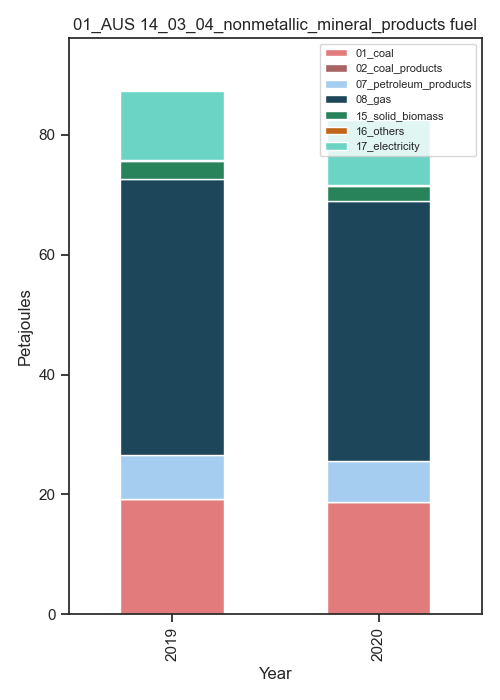 01_AUS 14_03_04_nonmetallic_mineral_products fuel
01_coal
02_coal_products
07_petroleum_products
08_gas
15_solid_biomass
16_others
17_electricity
80
60
40
20
0
Petajoules
2019
2020
Year